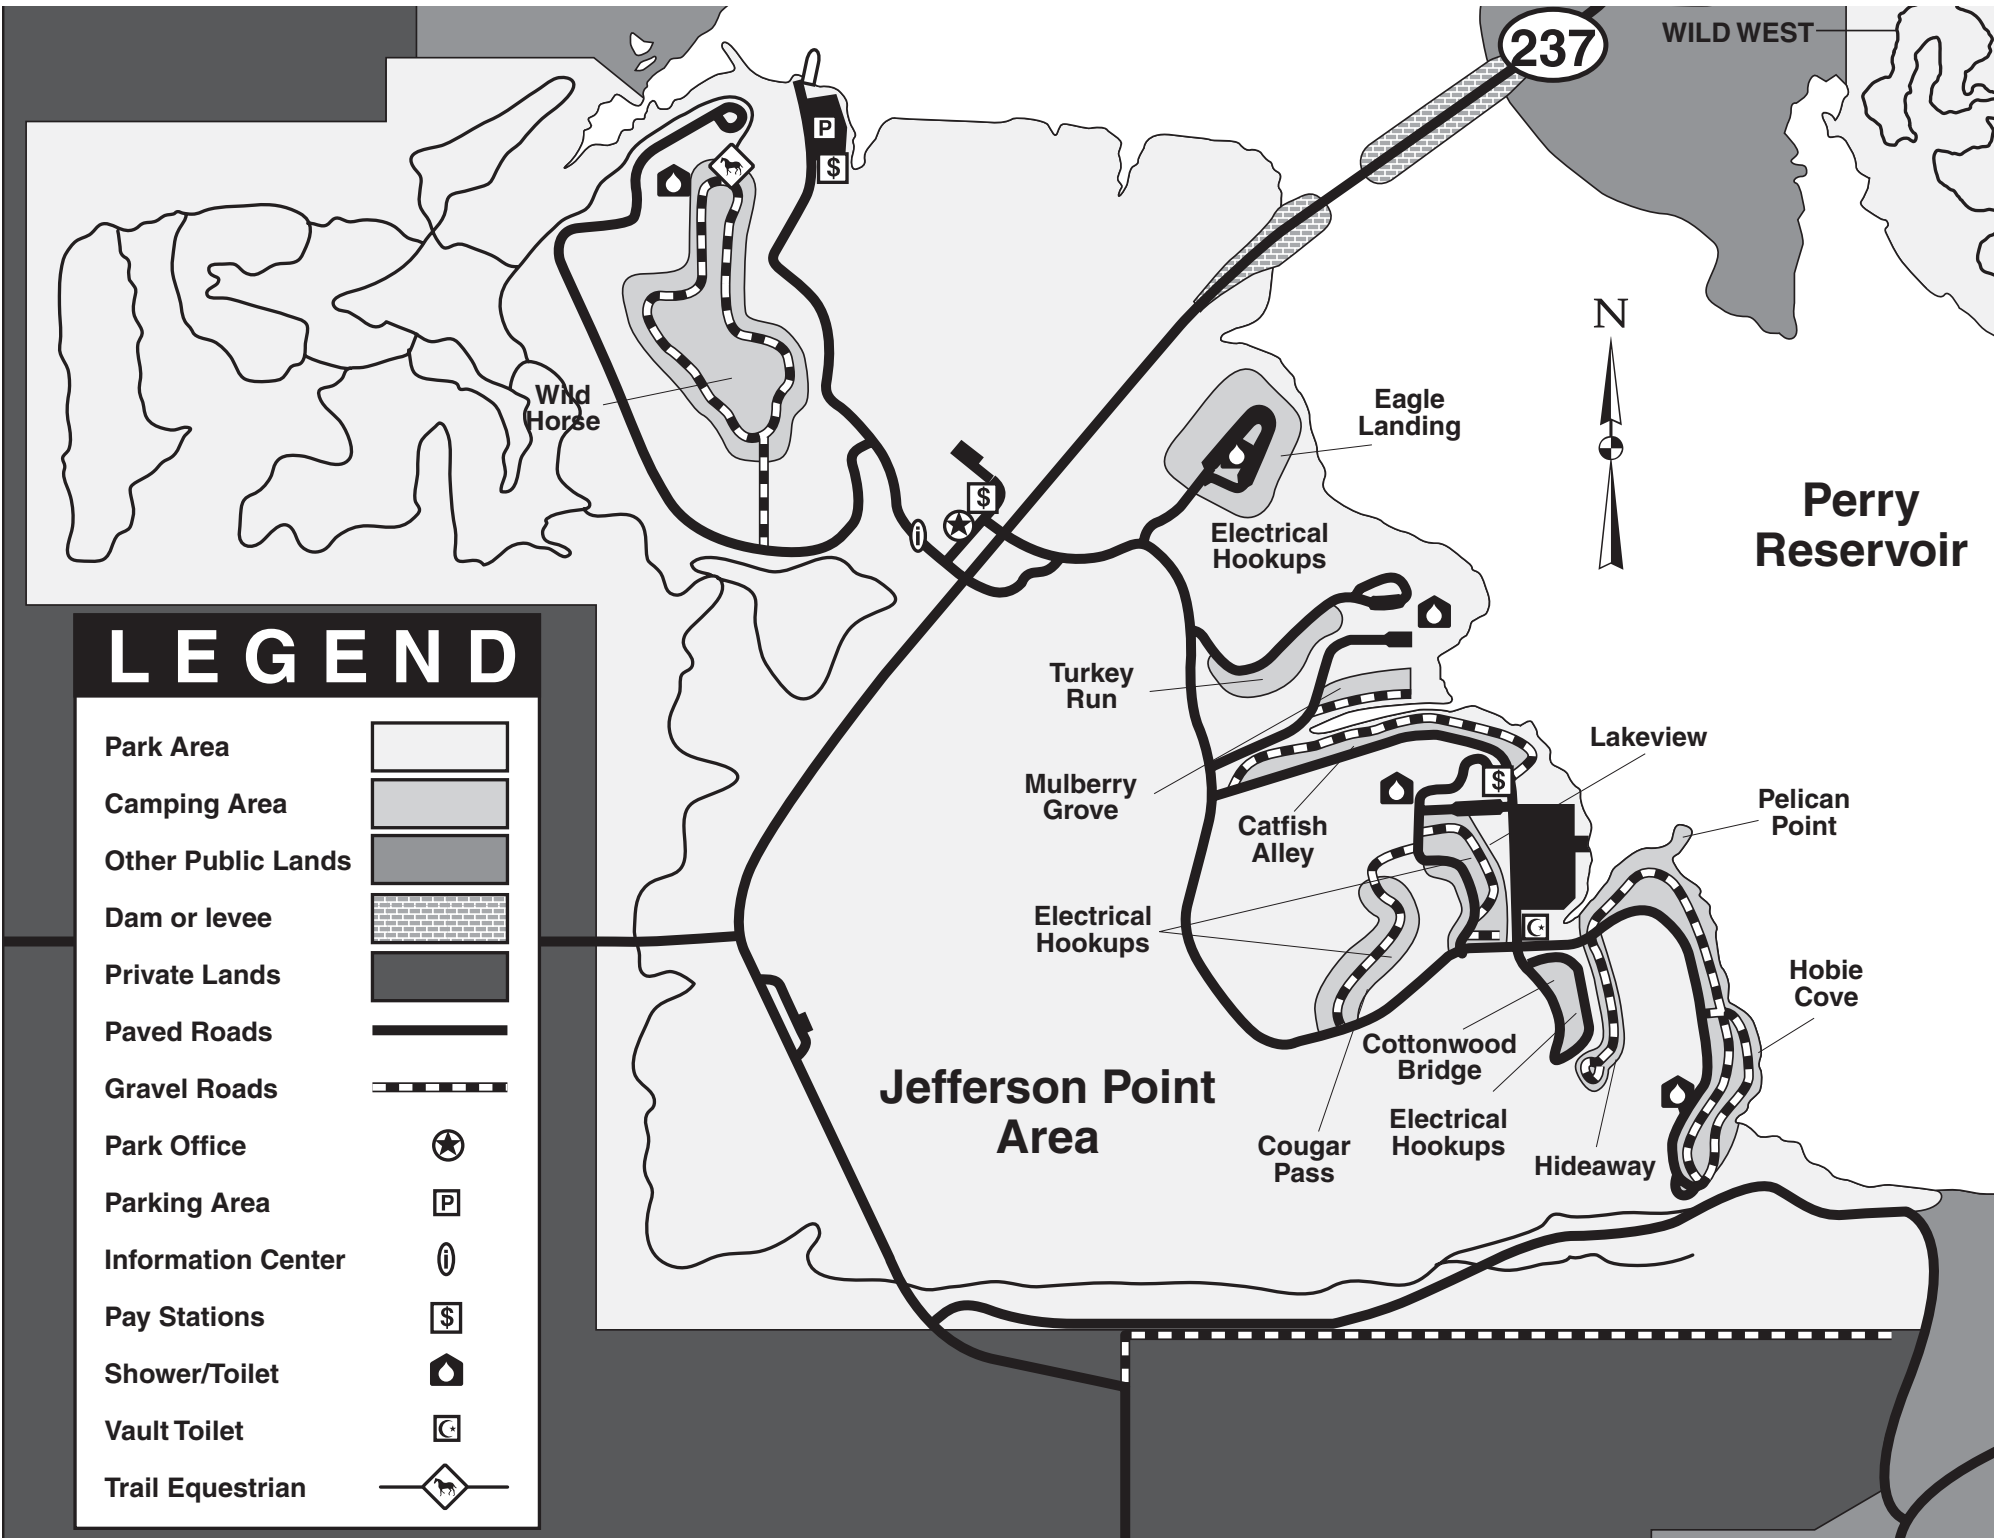 237
WILD WEST
P
$
N
Wild
Horse
Eagle
Landing
Perry
Reservoir
$
i
Electrical
Hookups
Turkey
Run
Lakeview
Mulberry
Grove
$
Pelican
Point
Catfish
Alley
Electrical
Hookups
Hobie
Cove
Cottonwood
Bridge
Jefferson Point
Area
Electrical
Hookups
Cougar
Pass
Hideaway
LEGEND
Park Area
Camping Area
Other Public Lands
Dam or levee
Private Lands
Paved Roads
Gravel Roads
Park Office
Parking Area P
Information Center i
Pay Stations $
Shower/Toilet
Vault Toilet
Trail Equestrian